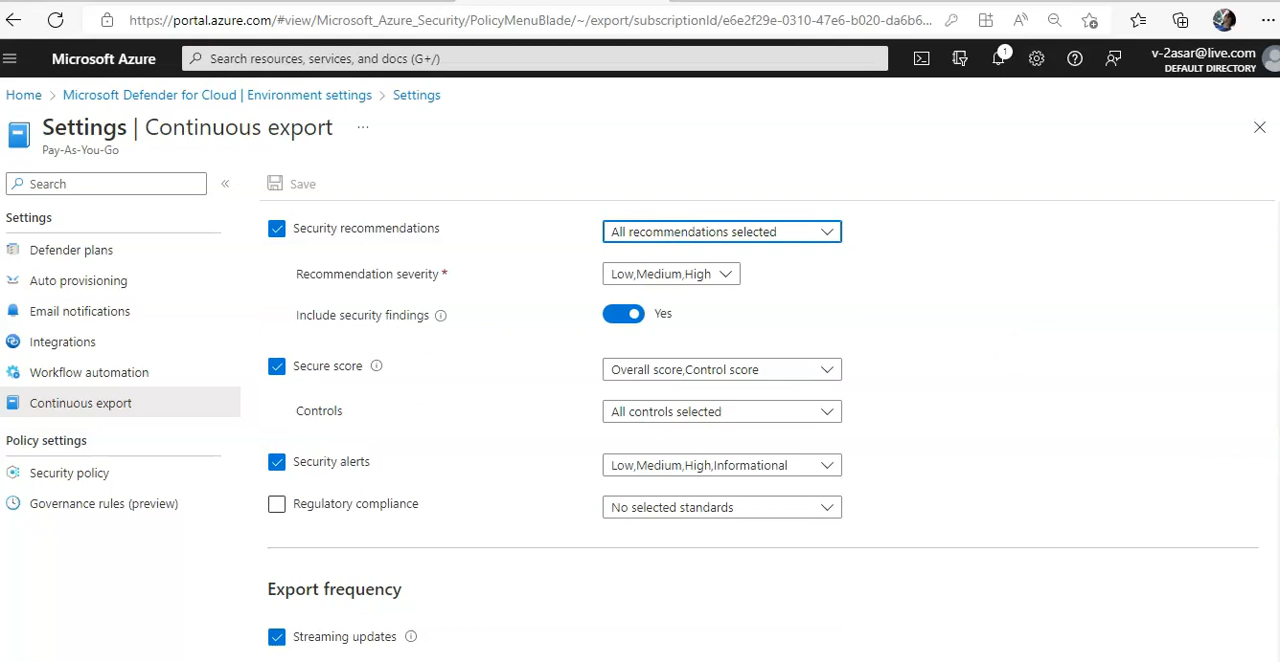 https://portal.azure.com/#view/Microsoft_Azure_Security/PolicyMenuBlade/~/export/subscriptionId/e6e2f29e-0310-47e6-b020-da6b6...
Microsoft Azure
Search resources, services, and docs (G+/)
1
v-2asar@live.com
DEFAULT DIRECTORY
Home > Microsoft Defender for Cloud | Environment settings > Settings
Settings | Continuous export ...
Pay-As-You-Go
Search
«
Save
Settings
Defender plans
Auto provisioning
Email notifications
Integrations
Workflow automation
Continuous export
Policy settings
Security policy
Governance rules (preview)
Security recommendations
All recommendations selected
Recommendation severity *
Low,Medium,High
Include security findings
Yes
Secure score
Overall score,Control score
Controls
All controls selected
Security alerts
Low,Medium,High,Informational
Regulatory compliance
No selected standards
Export frequency
Streaming updates